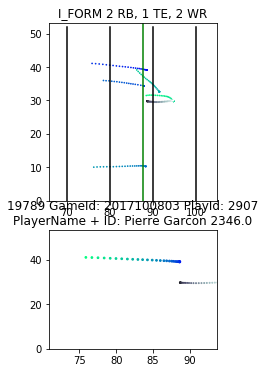 I_FORM 2 RB, 1 TE, 2 WR
50
40
30
20
10
0
70 80 90 100
19789 GameId: 2017100803 PlayId: 2907
PlayerName + ID: Pierre Garcon 2346.0
40
20
0
75 80 85 90